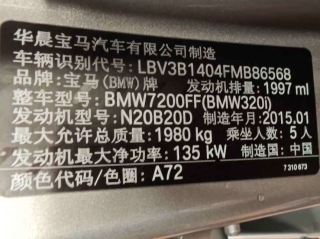 华晨宝马汽车有限公司制造
车辆识别代号: LBV3B1404FMB86568
品牌: 宝马(BMW)牌 发动机排量: 1997 ml
整车型号: BMW7200FF(BMW320i)
发动机型号: N20B20D 制造年月: 2015.01
最大允许总质量: 1980 kg 乘坐人数: 5 人
发动机最大净功率: 135 kW 制造国: 中国
7 310 673
颜色代码/色圈: A72